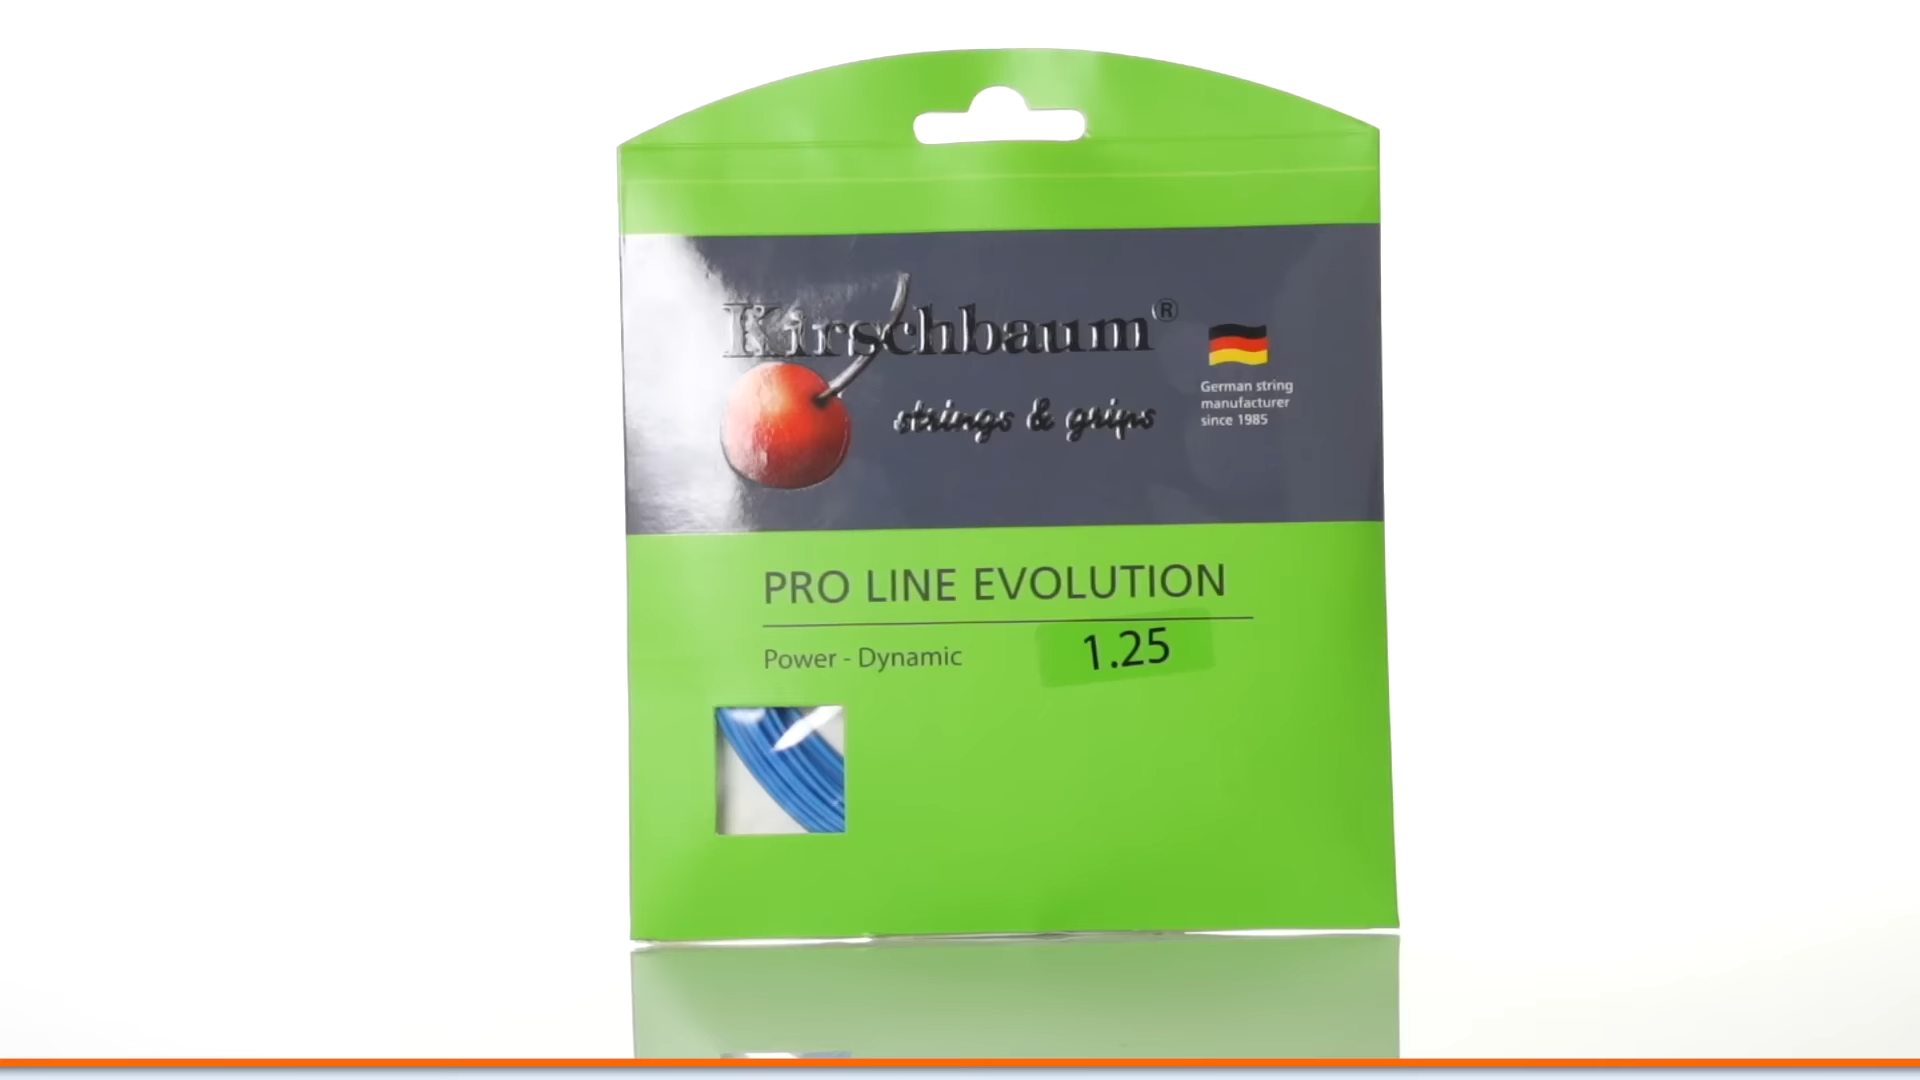 Kirschbaum®
strings & grips
German string
manufacturer
since 1985
PRO LINE EVOLUTION
Power - Dynamic
1.25